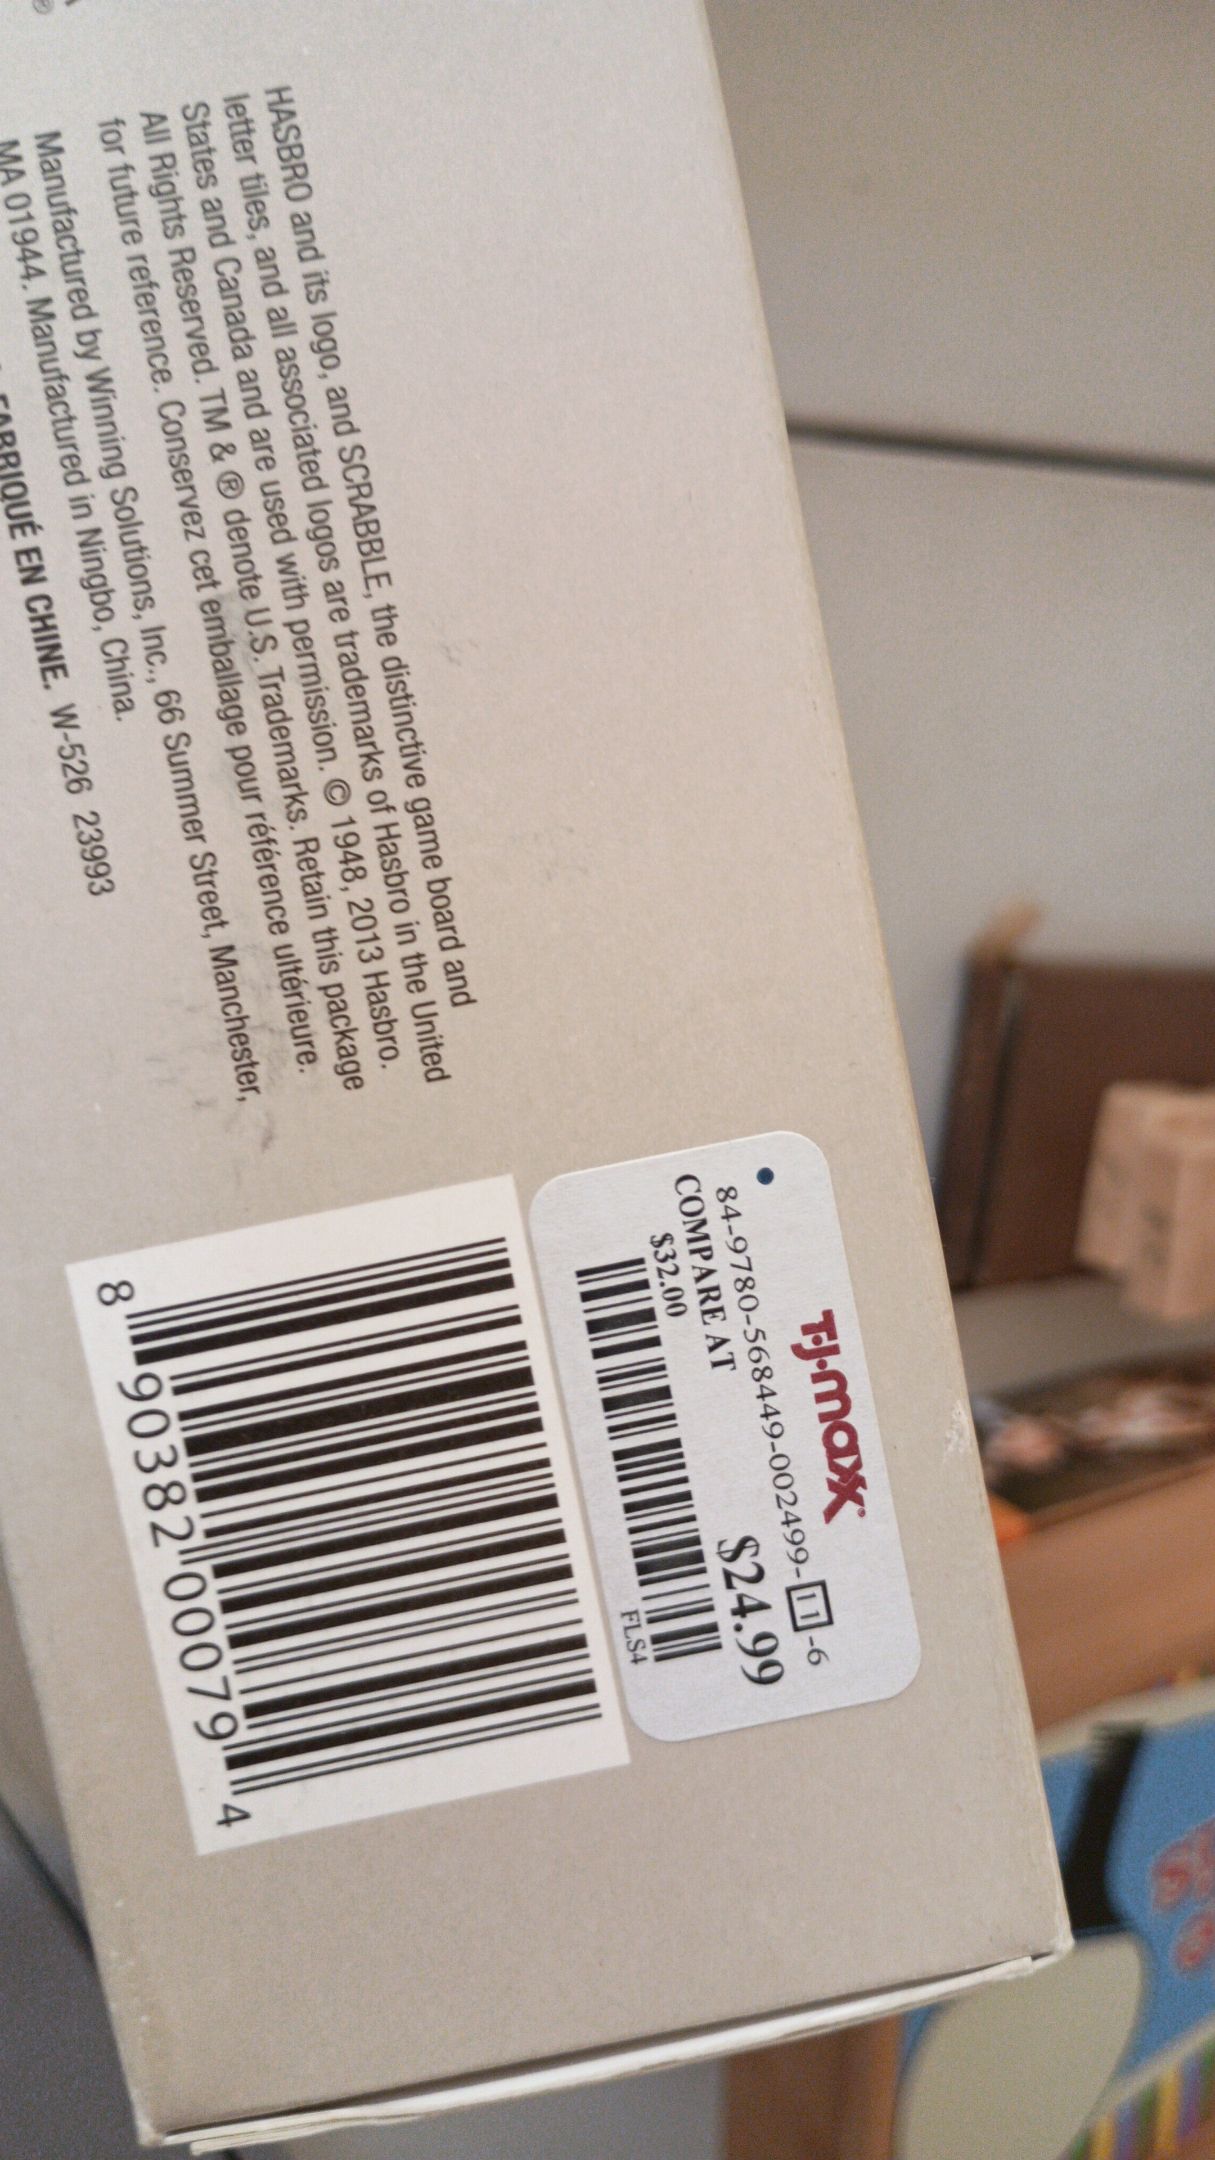 HASBRO and its logo, and SCRABBLE, the distinctive game board and
letter tiles, and all associated logos are trademarks of Hasbro in the United
States and Canada and are used with permission. © 1948, 2013 Hasbro.
All Rights Reserved. TM & ® denote U.S. Trademarks. Retain this package
for future reference. Conservez cet emballage pour référence ultérieure.
Manufactured by Winning Solutions, Inc., 66 Summer Street, Manchester,
MA 01944. Manufactured in Ningbo, China.
FABRIQUÉ EN CHINE. W-526 23993
T·J·maxx®
84-9780-568449-002499-11-6
COMPARE AT
$32.00
$24.99
FLS4
8 90382 00079 4